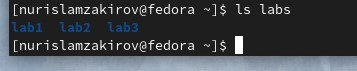 [nurislamzakirov@fedora ~]$ ls labs
lab1 lab2 lab3
[nurislamzakirov@fedora ~]$